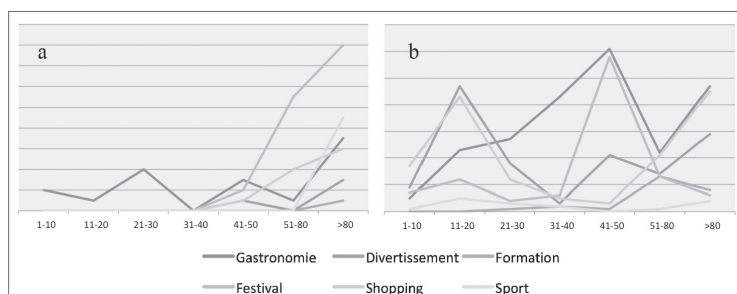 a b
1-10 11-20 21-30 31-40 41-50 51-80 >80 1-10 11-20 21-30 31-40 41-50 51-80 >80
Gastronomie Divertissement Formation
Festival Shopping Sport